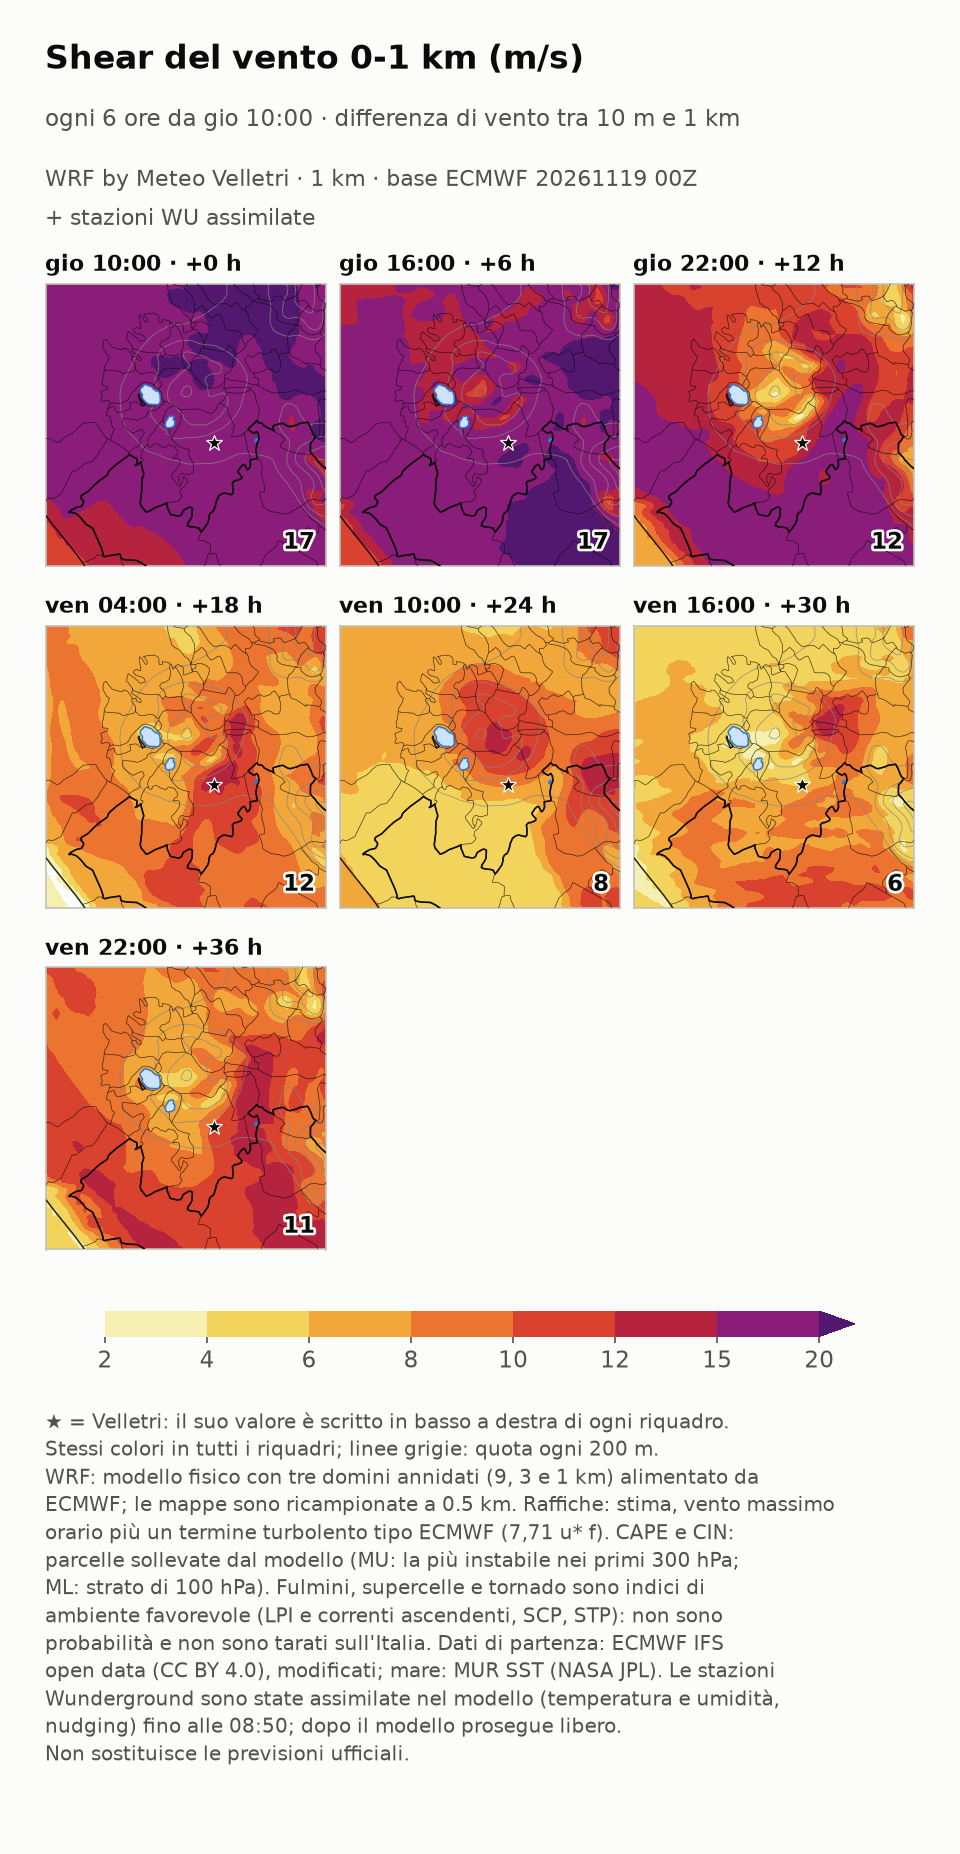 Shear del vento 0-1 km (m/s)
ogni 6 ore da gio 10:00 · differenza di vento tra 10 m e 1 km
WRF by Meteo Velletri · 1 km · base ECMWF 20261119 00Z
+ stazioni WU assimilate
gio 10:00 · +0 h
gio 16:00 · +6 h
gio 22:00 · +12 h
17
17
12
ven 04:00 · +18 h
ven 10:00 · +24 h
ven 16:00 · +30 h
12
8
6
ven 22:00 · +36 h
11
2 4 6 8 10 12 15 20
★ = Velletri: il suo valore è scritto in basso a destra di ogni riquadro.
Stessi colori in tutti i riquadri; linee grigie: quota ogni 200 m.
WRF: modello fisico con tre domini annidati (9, 3 e 1 km) alimentato da
ECMWF; le mappe sono ricampionate a 0.5 km. Raffiche: stima, vento massimo
orario più un termine turbolento tipo ECMWF (7,71 u* f). CAPE e CIN:
parcelle sollevate dal modello (MU: la più instabile nei primi 300 hPa;
ML: strato di 100 hPa). Fulmini, supercelle e tornado sono indici di
ambiente favorevole (LPI e correnti ascendenti, SCP, STP): non sono
probabilità e non sono tarati sull'Italia. Dati di partenza: ECMWF IFS
open data (CC BY 4.0), modificati; mare: MUR SST (NASA JPL). Le stazioni
Wunderground sono state assimilate nel modello (temperatura e umidità,
nudging) fino alle 08:50; dopo il modello prosegue libero.
Non sostituisce le previsioni ufficiali.